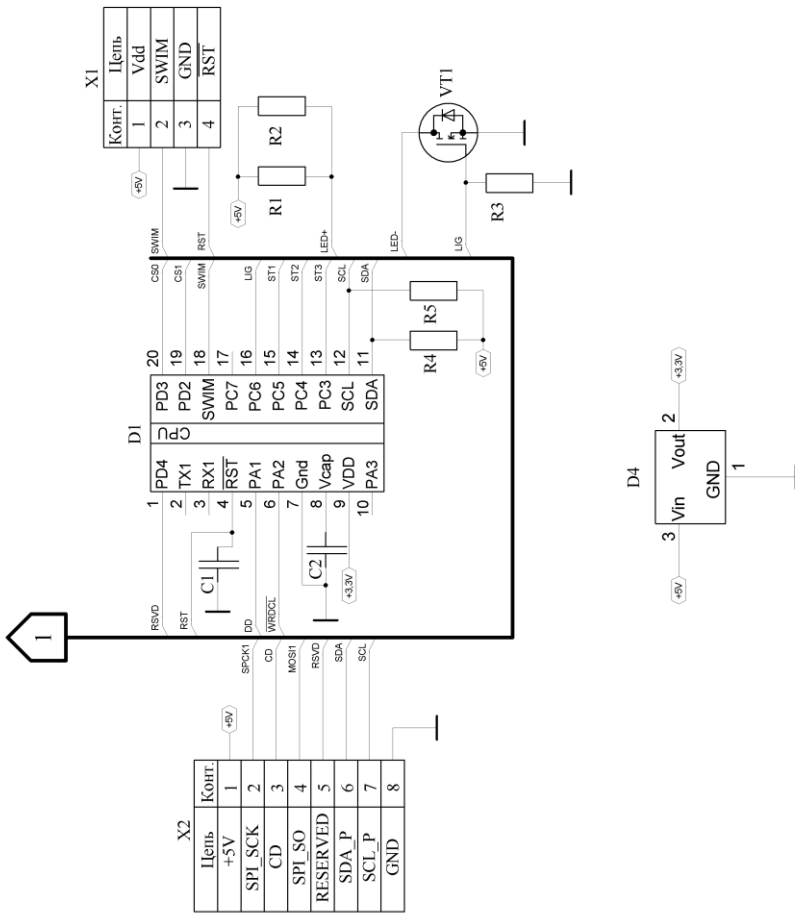 1
X1
Конт. Цепь
1 Vdd
2 SWIM
3 GND
4 RST
+5V
SWIM
RST
CS0
CS1
SWIM
LIG
ST1
ST2
ST3
SCL
SDA
+5V
R1
R2
LED+
LED-
LIG
VT1
R3
D1
CPU
1 PD4 PD3 20
2 TX1 PD2 19
3 RX1 SWIM 18
4 RST PC7 17
5 PA1 PC6 16
6 PA2 PC5 15
7 Gnd PC4 14
8 Vcap PC3 13
9 VDD SCL 12
10 PA3 SDA 11
RSVD
RST
DD
WRDCL
C1
C2
+3,3V
R4
R5
+5V
X2
Цепь Конт.
+5V 1
SPI_SCK 2
CD 3
SPI_SO 4
RESERVED 5
SDA_P 6
SCL_P 7
GND 8
+5V
SPCK1
CD
MOSI1
RSVD
SDA
SCL
D4
+5V
3 Vin Vout 2
GND
1
+3,3V